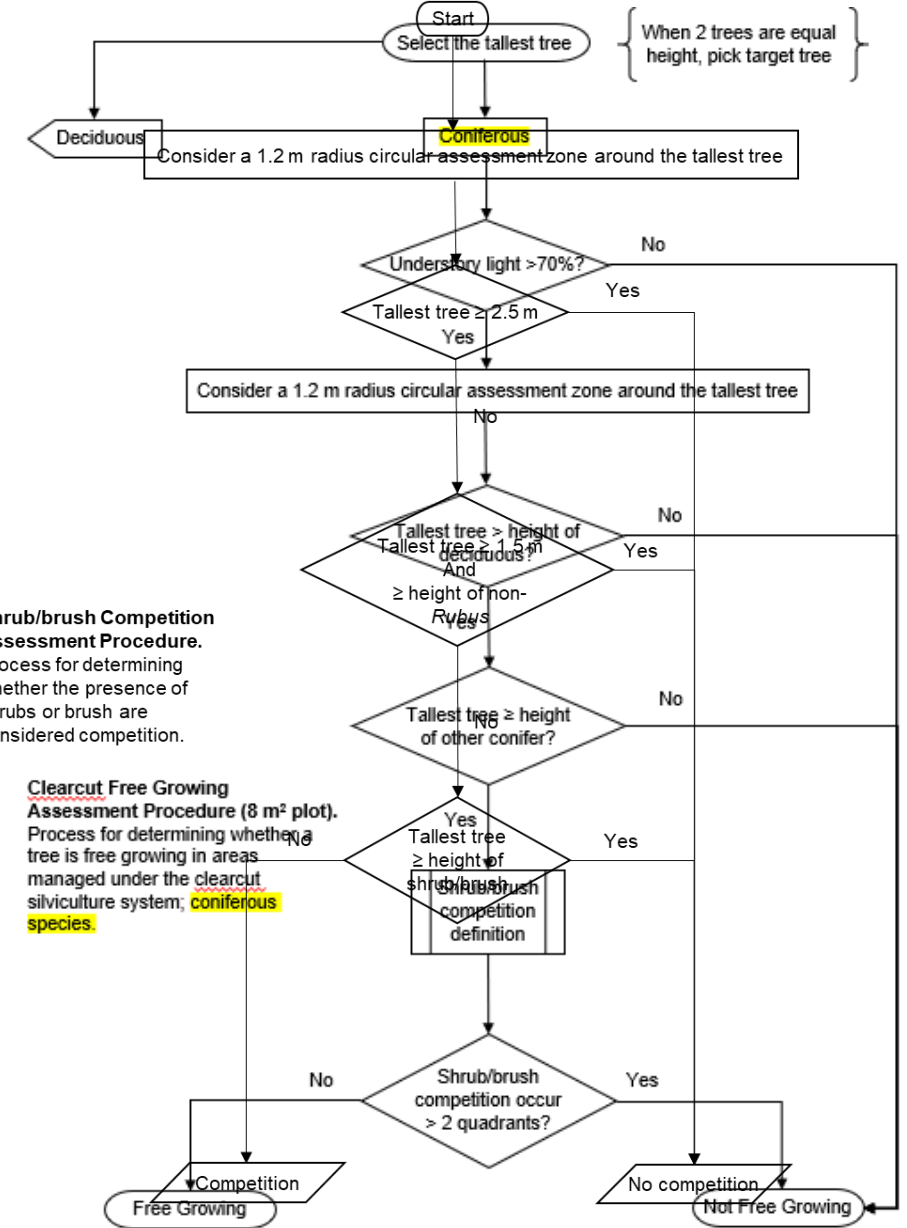 Start
Select the tallest tree
When 2 trees are equal
height, pick target tree
Deciduous
Coniferous
Consider a 1.2 m radius circular assessment zone around the tallest tree
No
Understory light >70%?
Yes
Tallest tree ≥ 2.5 m
Yes
Consider a 1.2 m radius circular assessment zone around the tallest tree
No
No
Tallest tree > height of
deciduous?
Tallest tree ≥ 1.5 m
And
≥ height of non-
Rubus
Yes
Yes
hrub/brush Competition
ssessment Procedure.
ocess for determining
hether the presence of
rubs or brush are
nsidered competition.
No
Tallest tree ≥ height
of other conifer?
No
Clearcut Free Growing
Assessment Procedure (8 m² plot).
Process for determining whether a
tree is free growing in areas
managed under the clearcut
silviculture system; coniferous
species.
No
Yes
Tallest tree
≥ height of
shrub/brush
Yes
Shrub/brush
competition
definition
No
Shrub/brush
competition occur
> 2 quadrants?
Yes
Competition
Free Growing
No competition
Not Free Growing